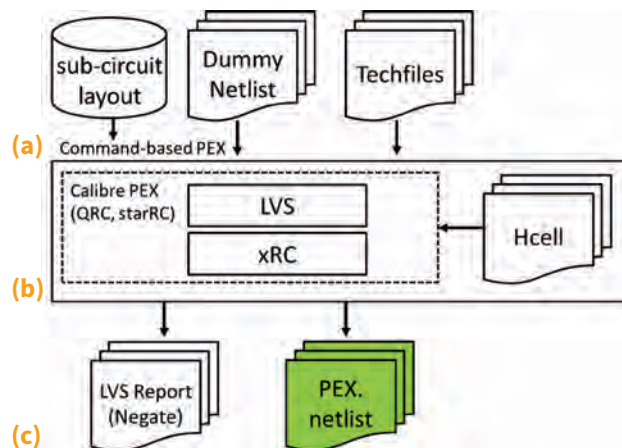 sub-circuit
layout
Dummy
Netlist
Techfiles
(a)
Command-based PEX
Calibre PEX
(QRC, starRC)
LVS
xRC
Hcell
(b)
LVS Report
(Negate)
PEX.
netlist
(c)